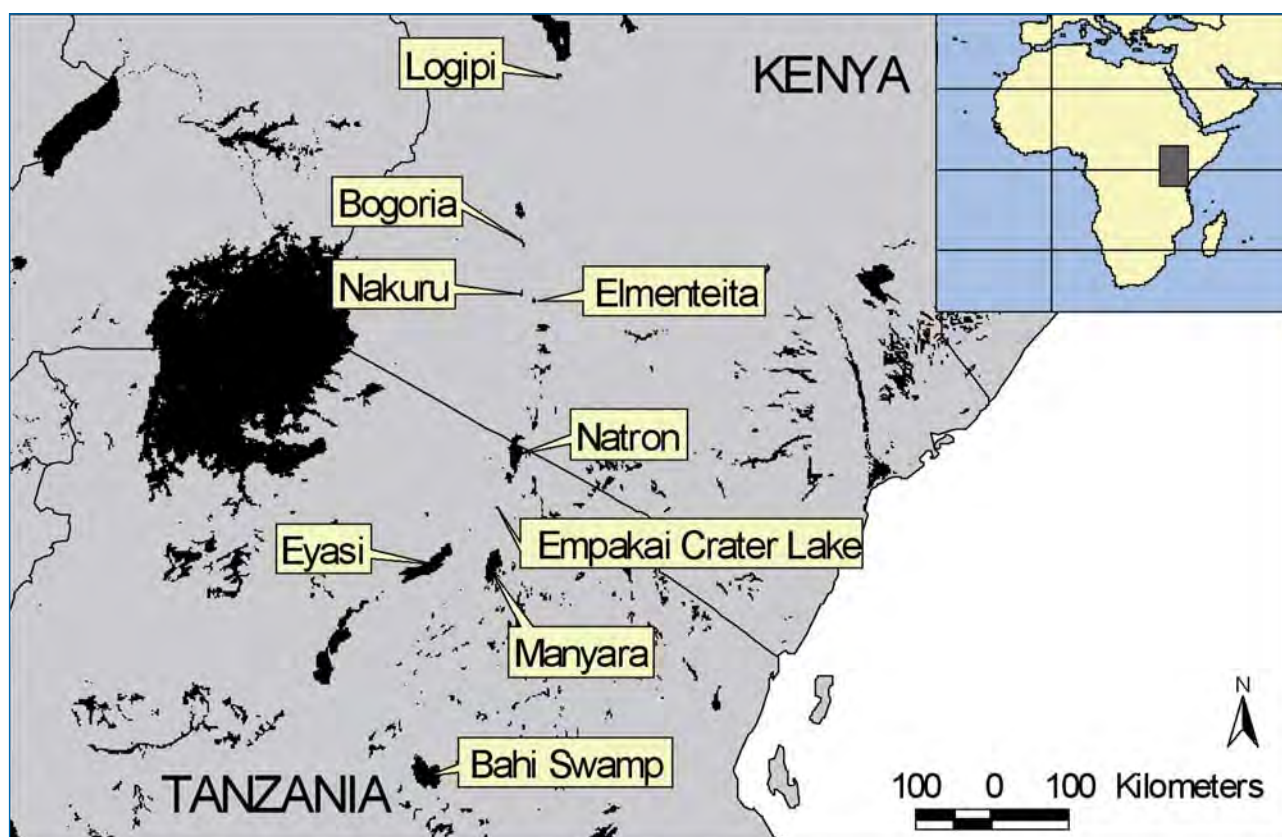 Logipi
KENYA
Bogoria
Nakuru
Elmenteita
Natron
Empakai Crater Lake
Eyasi
Manyara
Bahi Swamp
TANZANIA
N
100 0 100 Kilometers